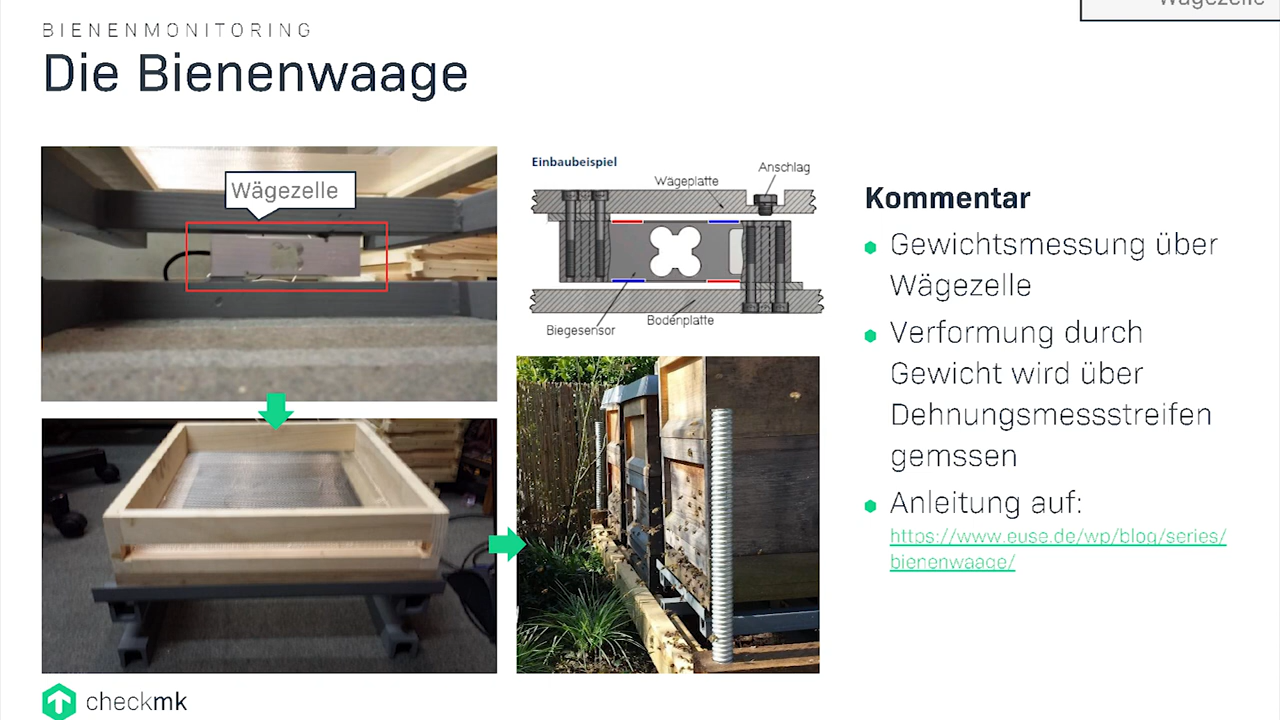 Wägezelle
BIENENMONITORING
Die Bienenwaage
Wägezelle
Einbaubeispiel
Anschlag
Wägeplatte
Bodenplatte
Biegesensor
Kommentar
Gewichtsmessung über
Wägezelle
Verformung durch
Gewicht wird über
Dehnungsmessstreifen
gemssen
Anleitung auf:
https://www.euse.de/wp/blog/series/
bienenwaage/
checkmk